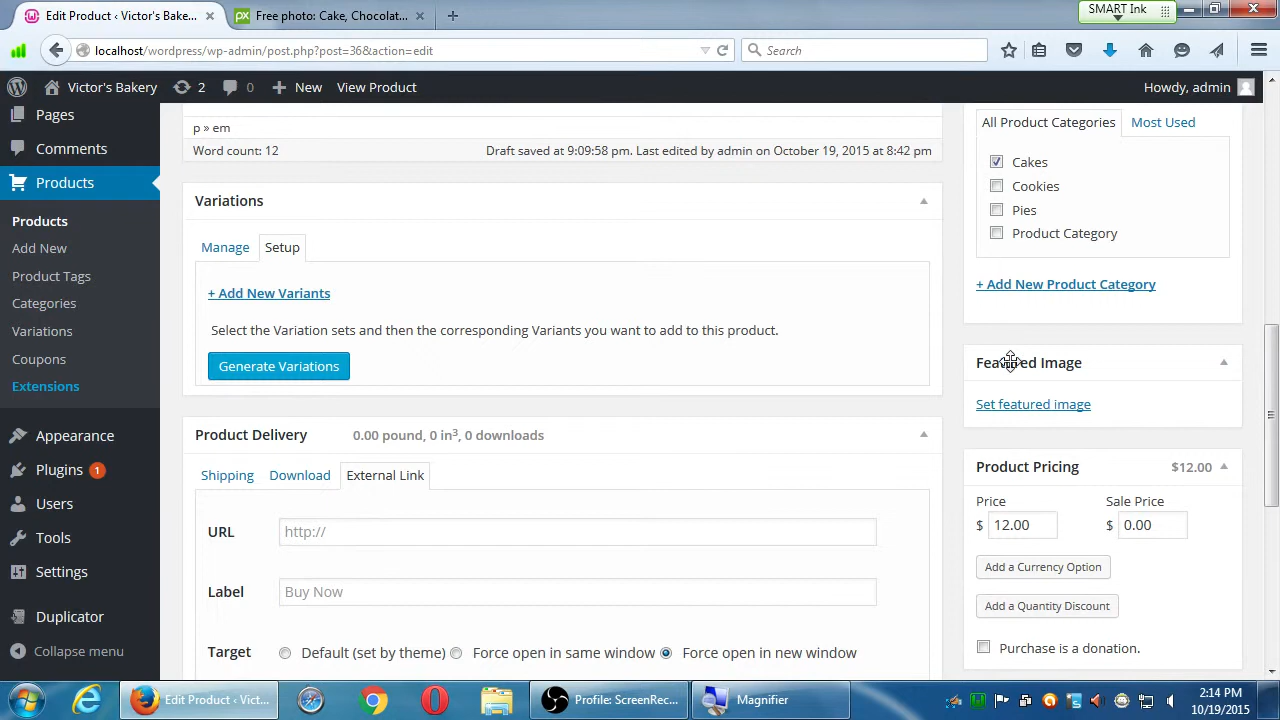 Edit Product ‹ Victor's Bake... ×
Free photo: Cake, Chocolat... ×
SMART Ink
localhost/wordpress/wp-admin/post.php?post=36&action=edit
Search
Victor's Bakery
2
0
New
View Product
Howdy, admin
Pages
Comments
Products
Products
Add New
Product Tags
Categories
Variations
Coupons
Extensions
Appearance
Plugins 1
Users
Tools
Settings
Duplicator
Collapse menu
p » em
Word count: 12
Draft saved at 9:09:58 pm. Last edited by admin on October 19, 2015 at 8:42 pm
Variations
Manage
Setup
+ Add New Variants
Select the Variation sets and then the corresponding Variants you want to add to this product.
Generate Variations
Product Delivery
0.00 pound, 0 in³, 0 downloads
Shipping
Download
External Link
URL
http://
Label
Buy Now
Target
Default (set by theme)
Force open in same window
Force open in new window
All Product Categories
Most Used
Cakes
Cookies
Pies
Product Category
+ Add New Product Category
Featured Image
Set featured image
Product Pricing
$12.00
Price
Sale Price
$ 12.00
$ 0.00
Add a Currency Option
Add a Quantity Discount
Purchase is a donation.
Edit Product ‹ Vict...
Profile: ScreenRec...
Magnifier
2:14 PM
10/19/2015